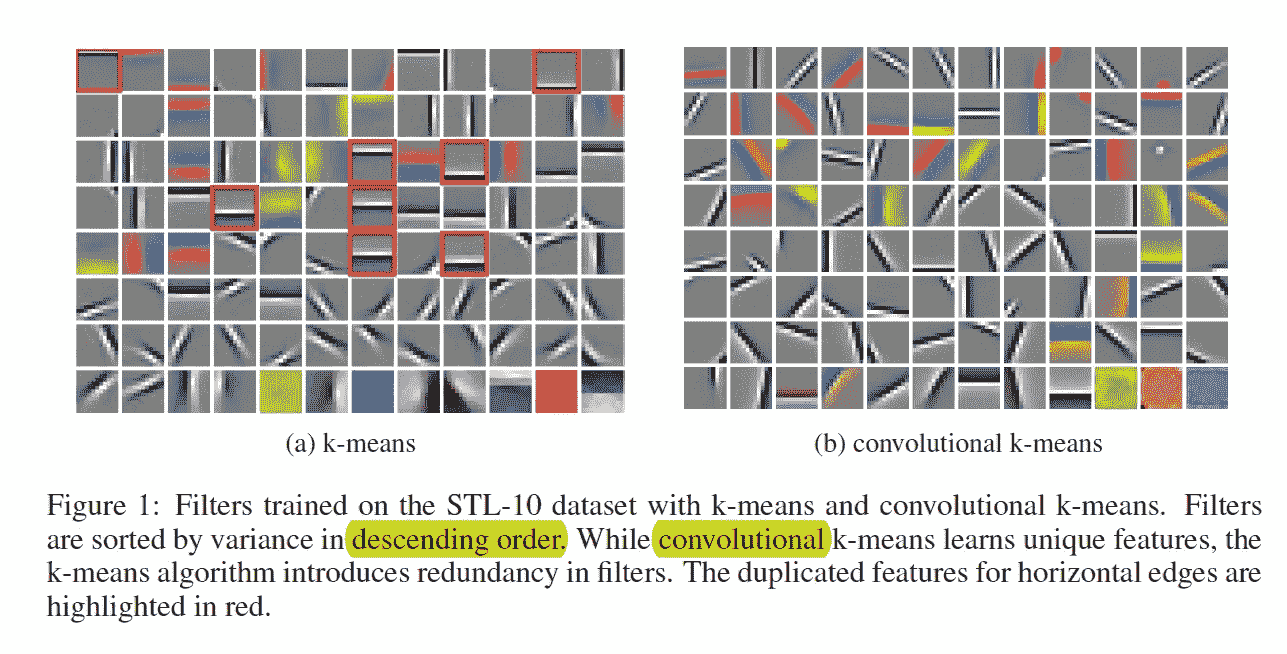 (a) k-means
(b) convolutional k-means
Figure 1: Filters trained on the STL-10 dataset with k-means and convolutional k-means. Filters
are sorted by variance in descending order. While convolutional k-means learns unique features, the
k-means algorithm introduces redundancy in filters. The duplicated features for horizontal edges are
highlighted in red.